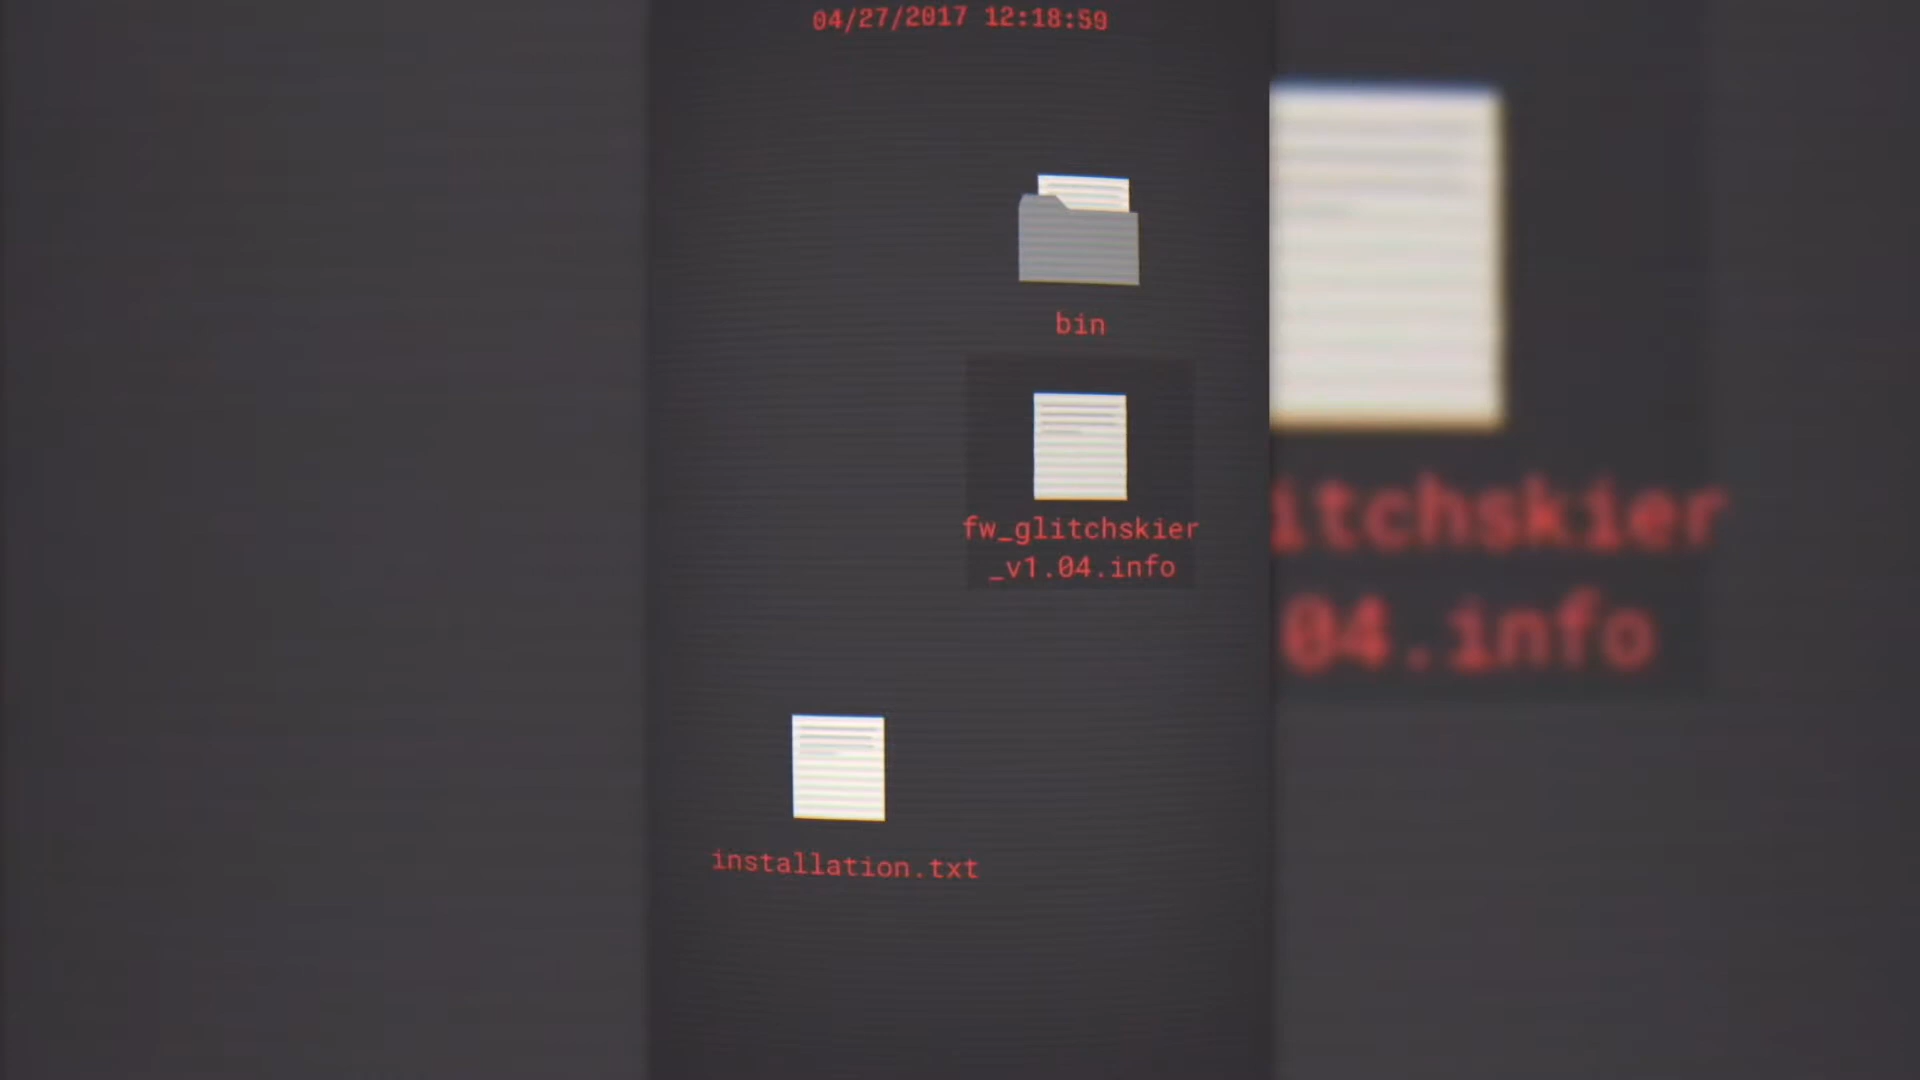 04/27/2017 12:18:59
bin
fw_glitchskier
_v1.04.info
installation.txt
itchskier
04.info